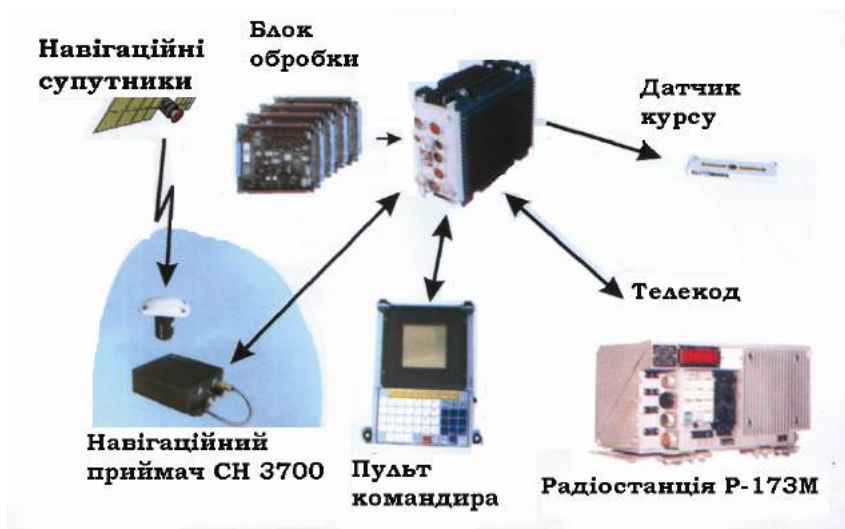 Навігаційні
супутники
Блок
обробки
Датчик
курсу
Телекод
Навігаційний
приймач СН 3700
Пульт
командира
Радіостанція Р-173М